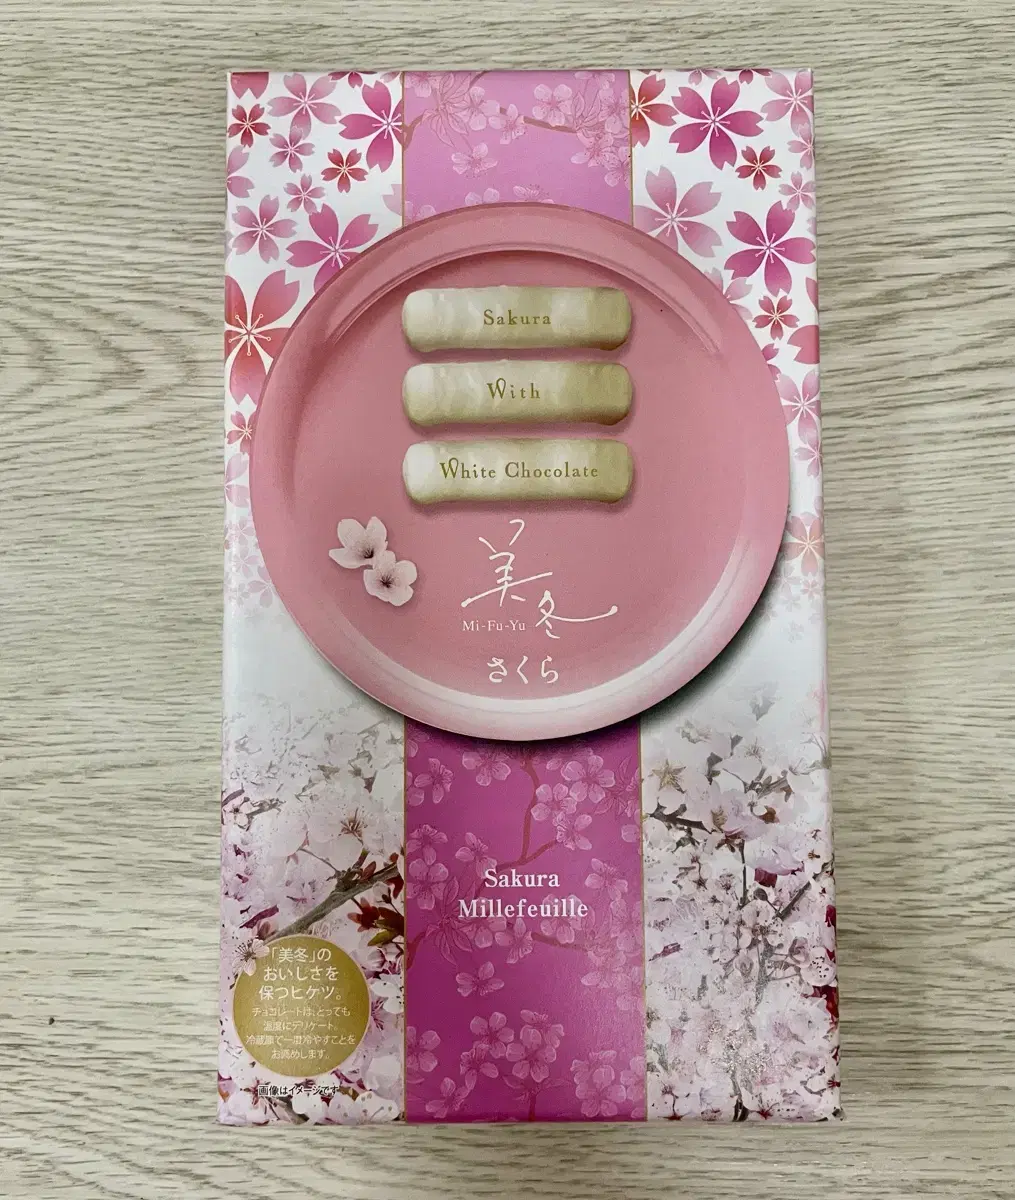 Sakura
With
White Chocolate
美冬
Mi-Fu-Yu
さくら
Sakura
Millefeuille
「美冬」の
おいしさを
保つヒケツ。
チョコレートは、とっても
温度にデリケート。
冷蔵庫で一度冷やすことを
お薦めします。
画像はイメージです